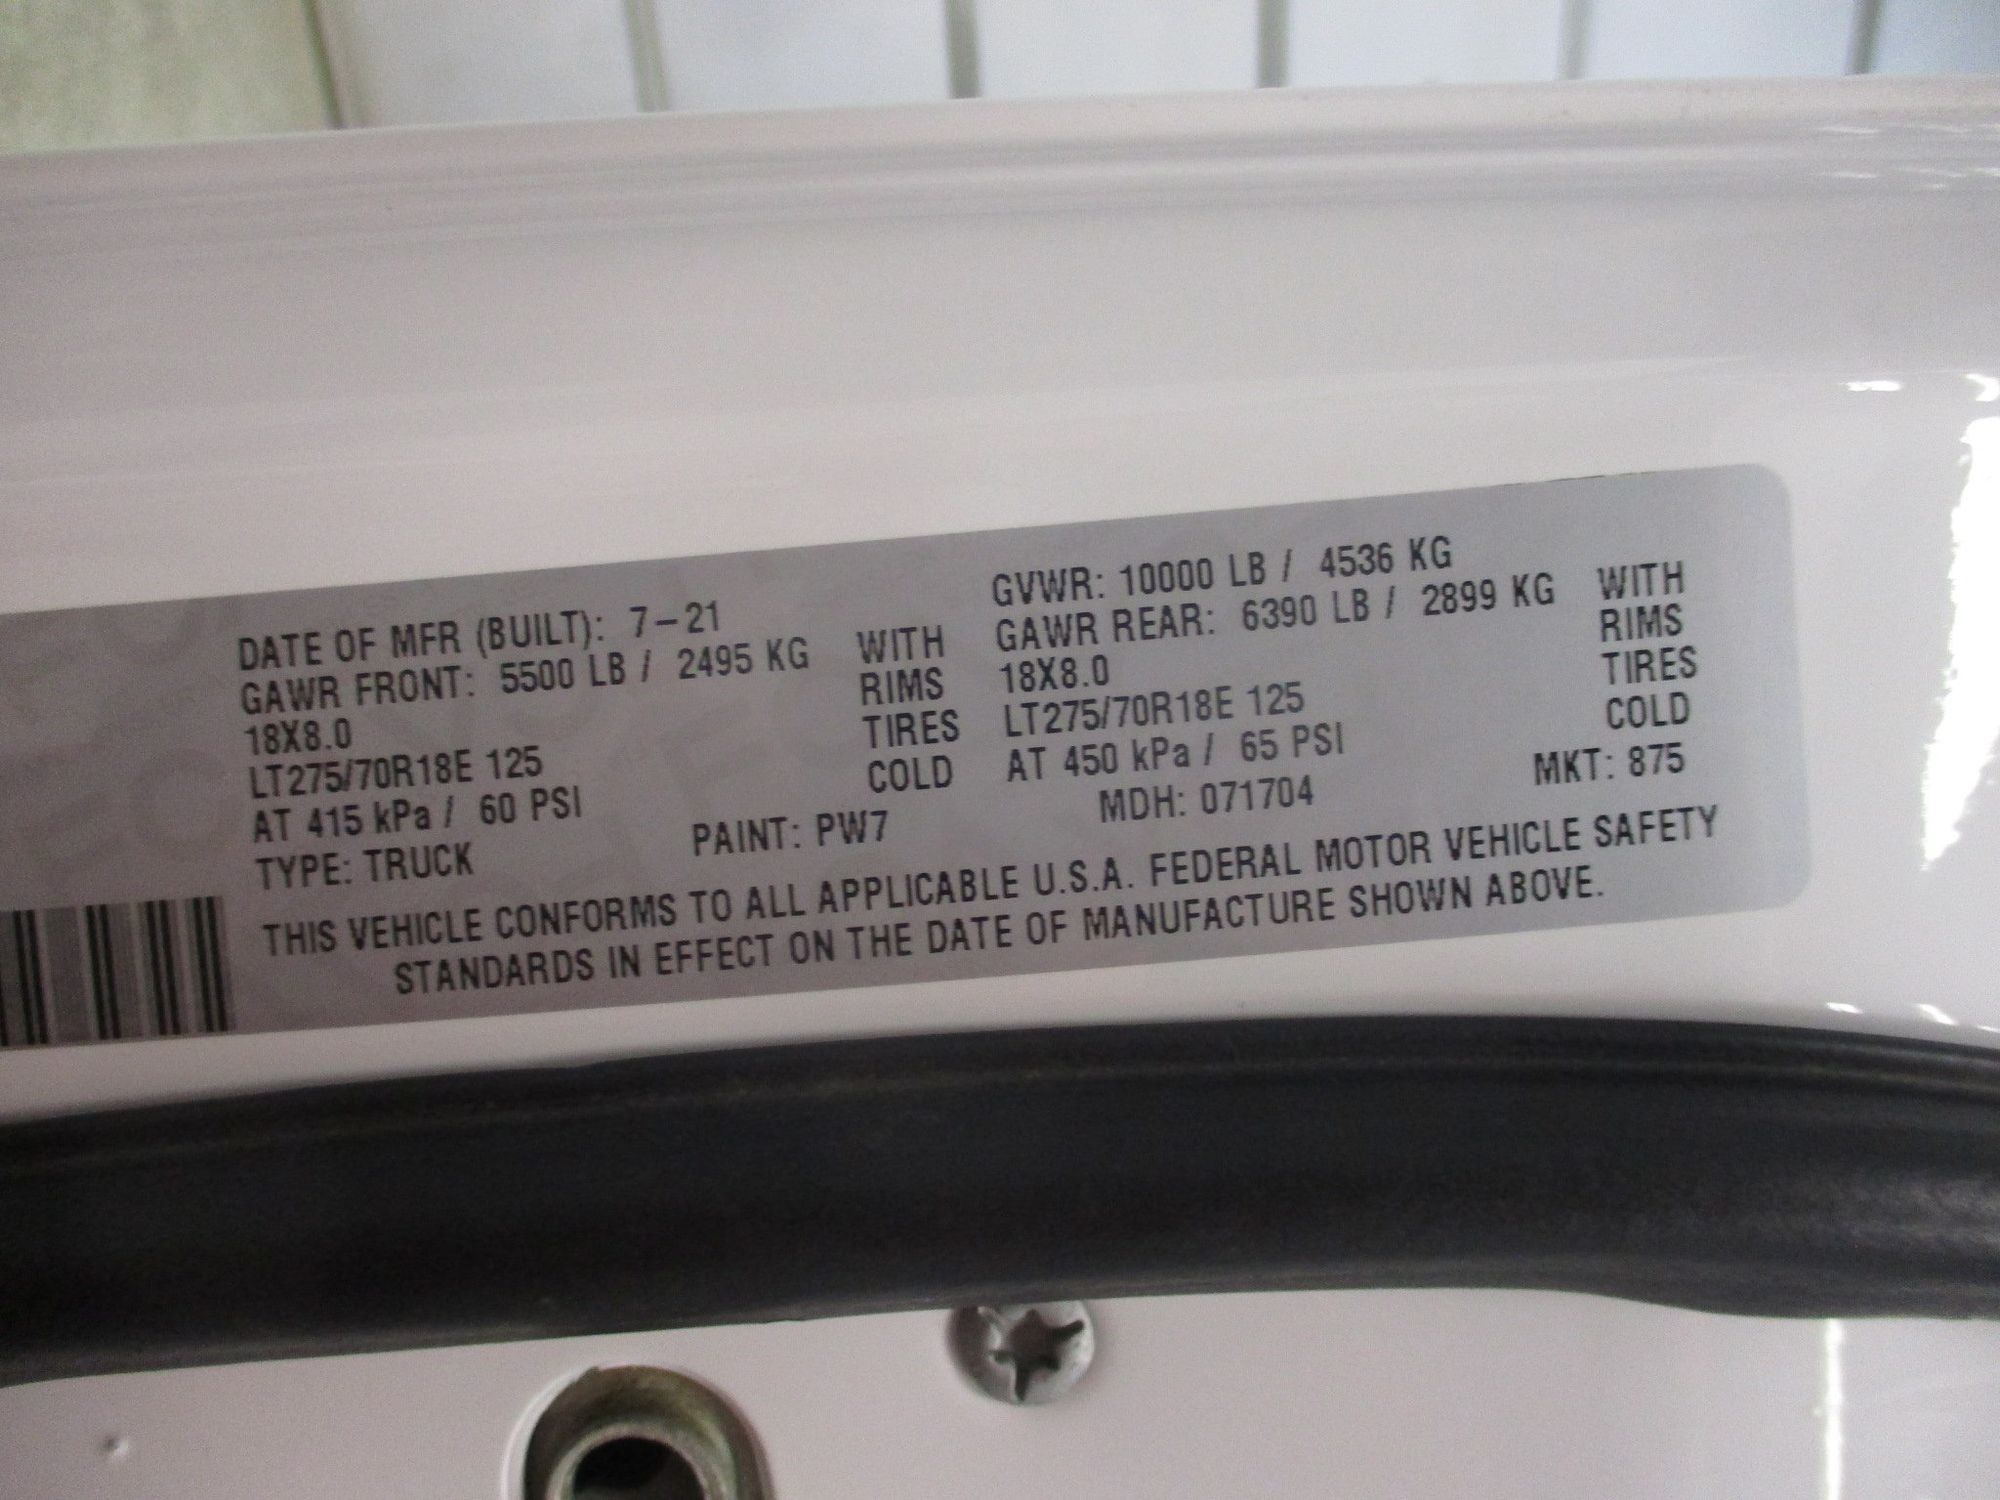 DATE OF MFR (BUILT): 7-21 GVWR: 10000 LB / 4536 KG
GAWR FRONT: 5500 LB / 2495 KG WITH GAWR REAR: 6390 LB / 2899 KG WITH
18X8.0 RIMS 18X8.0 RIMS
LT275/70R18E 125 TIRES LT275/70R18E 125 TIRES
AT 415 kPa / 60 PSI COLD AT 450 kPa / 65 PSI COLD
TYPE: TRUCK PAINT: PW7 MDH: 071704 MKT: 875
THIS VEHICLE CONFORMS TO ALL APPLICABLE U.S.A. FEDERAL MOTOR VEHICLE SAFETY
STANDARDS IN EFFECT ON THE DATE OF MANUFACTURE SHOWN ABOVE.